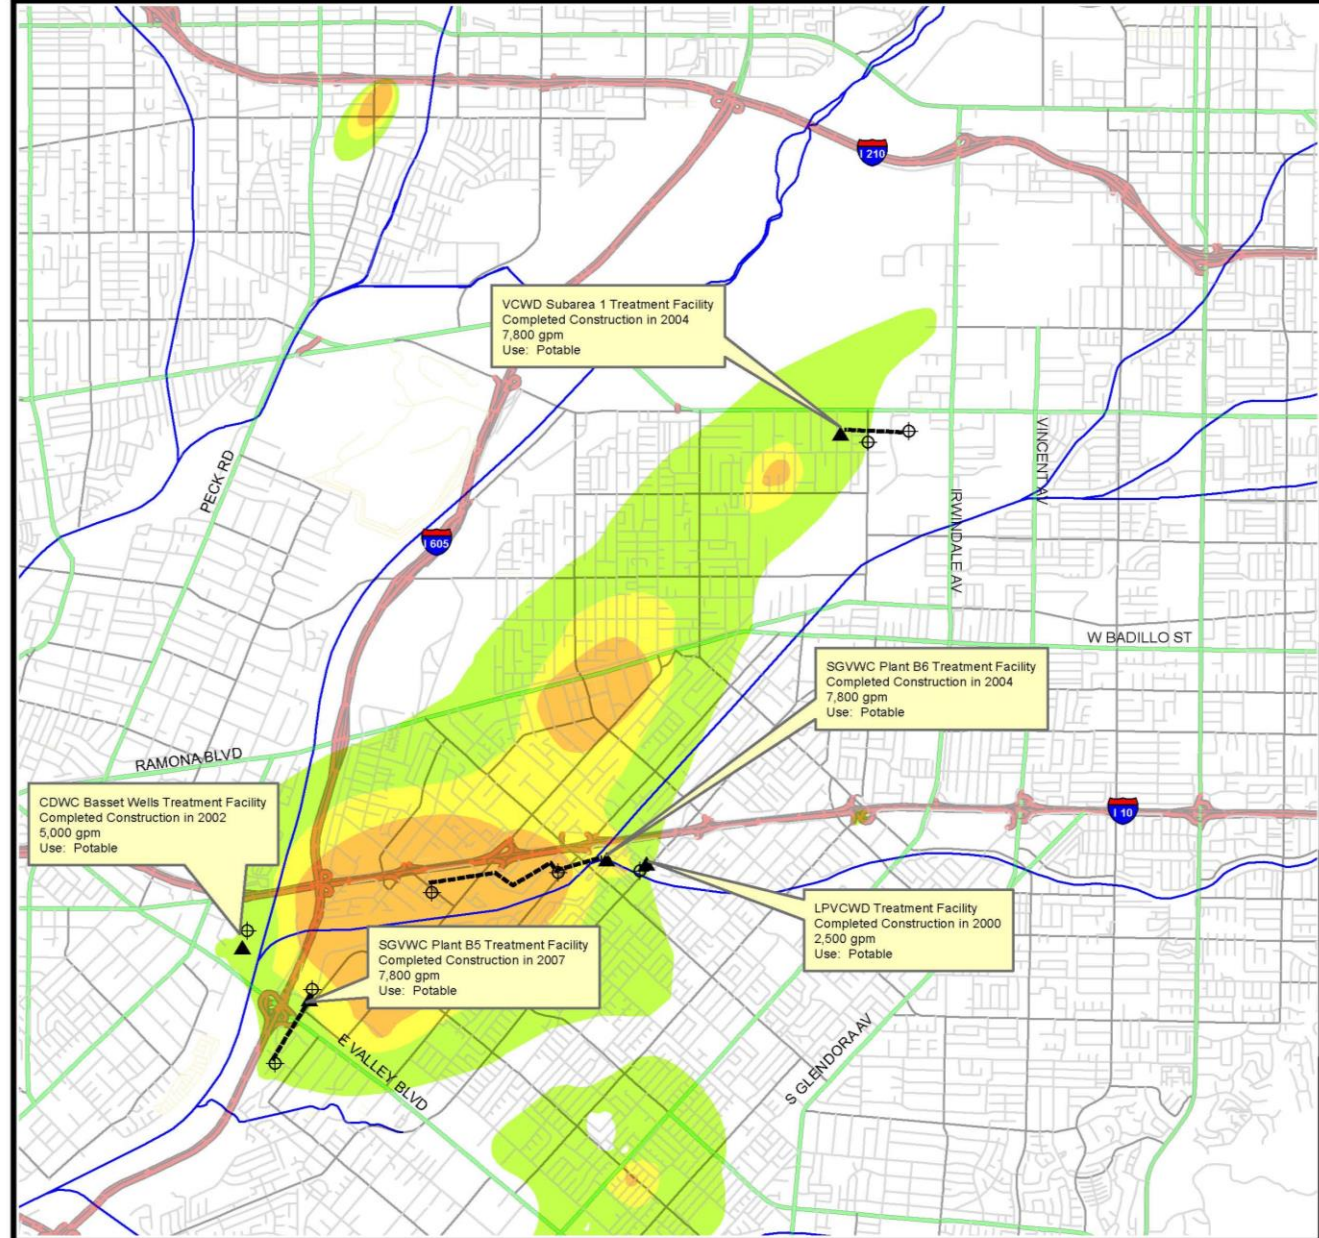 I 210
VCWD Subarea 1 Treatment Facility
Completed Construction in 2004
7,800 gpm
Use: Potable
PECK RD
VINCENT AV
I 605
IRWINDALE AV
W BADILLO ST
SGVWC Plant B6 Treatment Facility
Completed Construction in 2004
7,800 gpm
Use: Potable
RAMONA BLVD
CDWC Basset Wells Treatment Facility
Completed Construction in 2002
5,000 gpm
Use: Potable
I 10
LPVCWD Treatment Facility
Completed Construction in 2000
2,500 gpm
Use: Potable
SGVWC Plant B5 Treatment Facility
Completed Construction in 2007
7,800 gpm
Use: Potable
E VALLEY BLVD
S GLENDORA AV